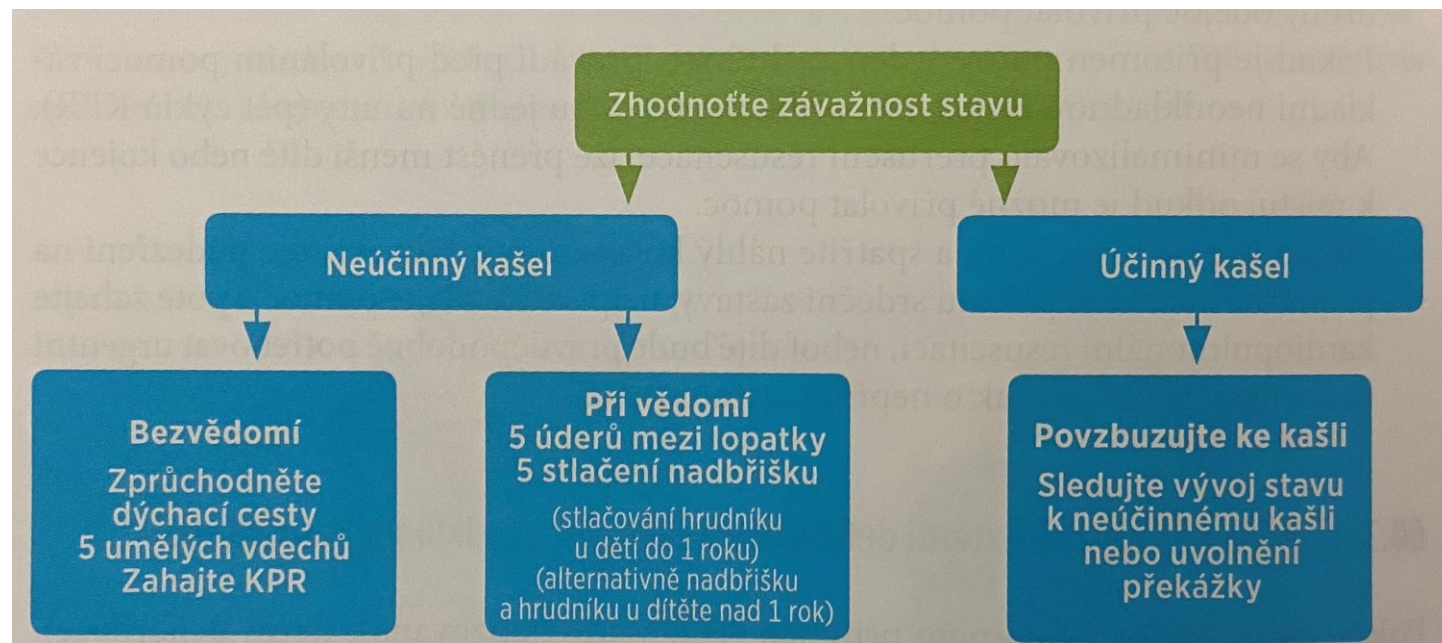 Zhodnoťte závažnost stavu
Neúčinný kašel
Účinný kašel
Bezvědomí
Zprůchodněte
dýchací cesty
5 umělých vdechů
Zahajte KPR
Při vědomí
5 úderů mezi lopatky
5 stlačení nadbřišku
(stlačování hrudníku
u dětí do 1 roku)
(alternativně nadbřišku
a hrudníku u dítěte nad 1 rok)
Povzbuzujte ke kašli
Sledujte vývoj stavu
k neúčinnému kašli
nebo uvolnění
překážky